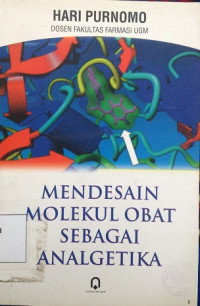 HARI PURNOMO
DOSEN FAKULTAS FARMASI UGM
MENDESAIN
MOLEKUL OBAT
SEBAGAI
ANALGETIKA